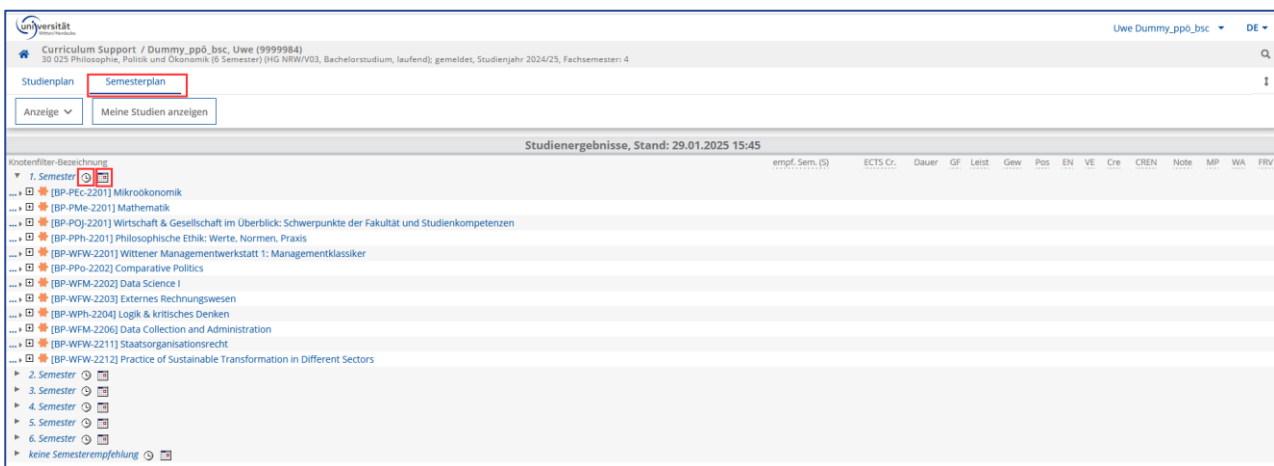 universität
Witten/Herdecke
Uwe Dummy_ppö_bsc DE
Curriculum Support / Dummy_ppö_bsc, Uwe (9999984)
30 025 Philosophie, Politik und Ökonomik (6 Semester) (HG NRW/V03, Bachelorstudium, laufend); gemeldet, Studienjahr 2024/25, Fachsemester: 4
Studienplan Semesterplan
Anzeige Meine Studien anzeigen
Studienergebnisse, Stand: 29.01.2025 15:45
Knotenfilter-Bezeichnung empf. Sem. (S) ECTS Cr. Dauer GF Leist Gew Pos EN VE Cre CREN Note MP WA FRV
1. Semester
... [BP-PEc-2201] Mikroökonomik
... [BP-PMe-2201] Mathematik
... [BP-POJ-2201] Wirtschaft & Gesellschaft im Überblick: Schwerpunkte der Fakultät und Studienkompetenzen
... [BP-PPh-2201] Philosophische Ethik: Werte, Normen, Praxis
... [BP-WFW-2201] Wittener Managementwerkstatt 1: Managementklassiker
... [BP-PPo-2202] Comparative Politics
... [BP-WFM-2202] Data Science I
... [BP-WFW-2203] Externes Rechnungswesen
... [BP-WPh-2204] Logik & kritisches Denken
... [BP-WFM-2206] Data Collection and Administration
... [BP-WFW-2211] Staatsorganisationsrecht
... [BP-WFW-2212] Practice of Sustainable Transformation in Different Sectors
2. Semester
3. Semester
4. Semester
5. Semester
6. Semester
keine Semesterempfehlung